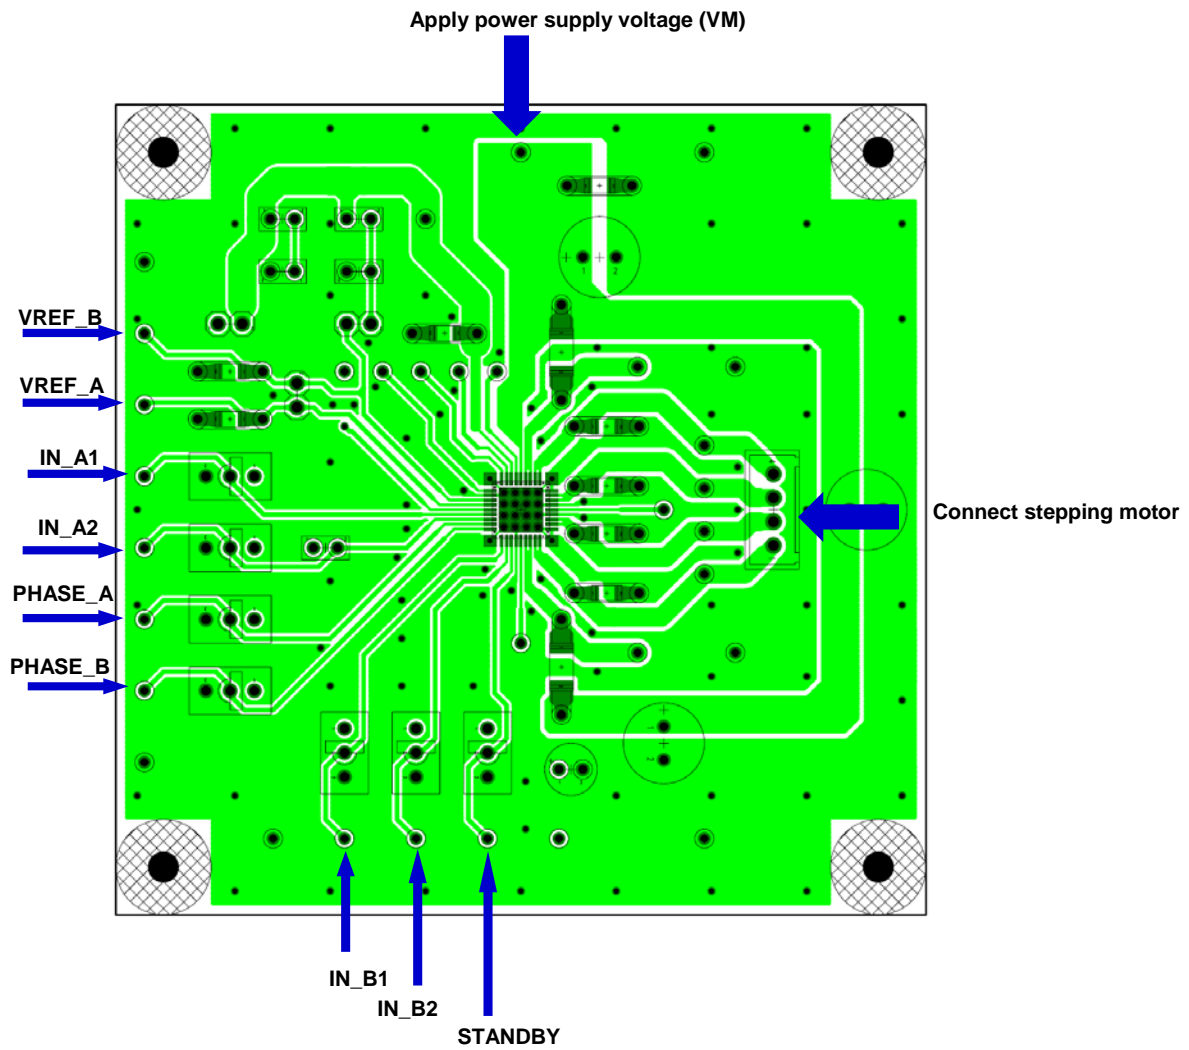 Apply power supply voltage (VM)
VREF_B
VREF_A
IN_A1
IN_A2
Connect stepping motor
PHASE_A
PHASE_B
IN_B1
IN_B2
STANDBY